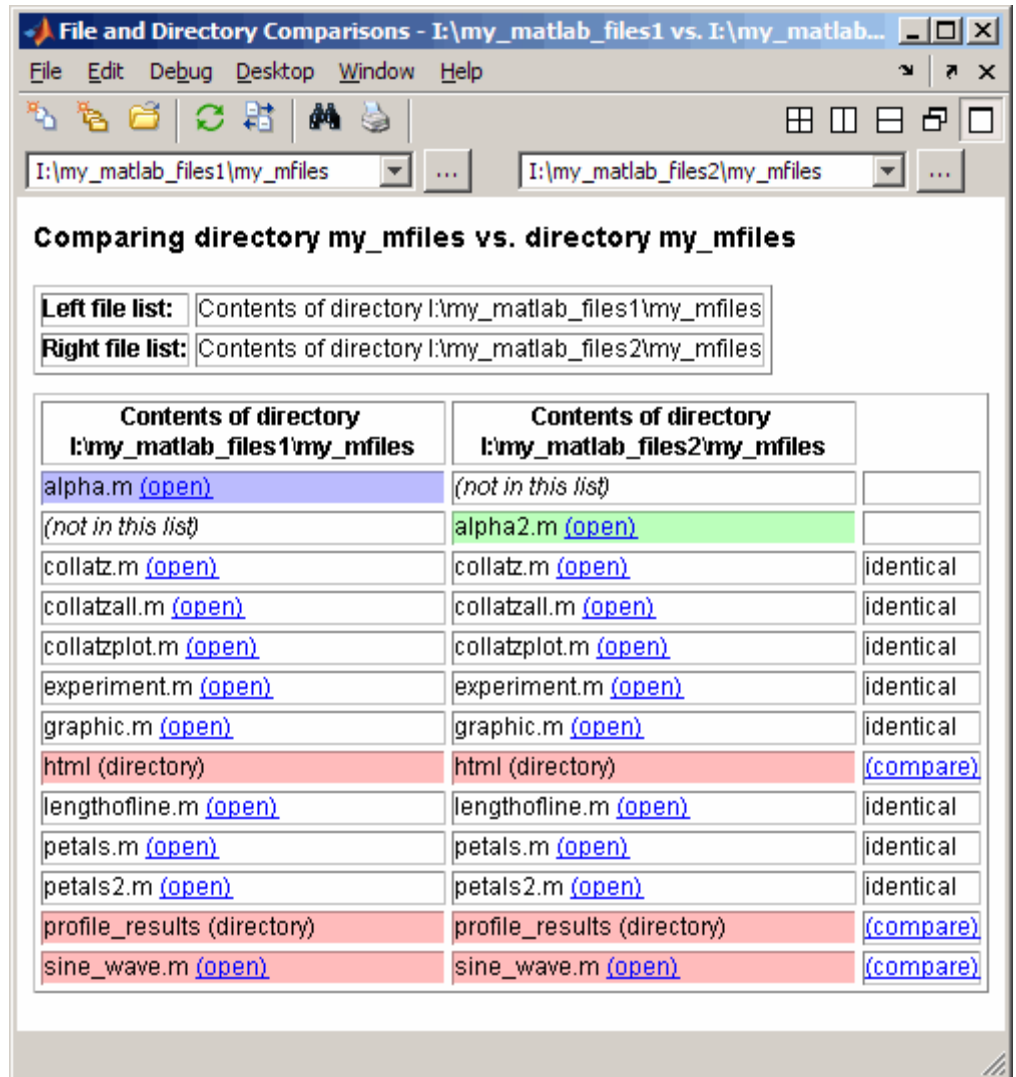 File and Directory Comparisons - I:\my_matlab_files1 vs. I:\my_matlab...
File Edit Debug Desktop Window Help
I:\my_matlab_files1\my_mfiles ... I:\my_matlab_files2\my_mfiles ...
Comparing directory my_mfiles vs. directory my_mfiles
Left file list: Contents of directory I:\my_matlab_files1\my_mfiles
Right file list: Contents of directory I:\my_matlab_files2\my_mfiles
Contents of directory Contents of directory
I:\my_matlab_files1\my_mfiles I:\my_matlab_files2\my_mfiles
alpha.m (open) (not in this list)
(not in this list) alpha2.m (open)
collatz.m (open) collatz.m (open) identical
collatzall.m (open) collatzall.m (open) identical
collatzplot.m (open) collatzplot.m (open) identical
experiment.m (open) experiment.m (open) identical
graphic.m (open) graphic.m (open) identical
html (directory) html (directory) (compare)
lengthofline.m (open) lengthofline.m (open) identical
petals.m (open) petals.m (open) identical
petals2.m (open) petals2.m (open) identical
profile_results (directory) profile_results (directory) (compare)
sine_wave.m (open) sine_wave.m (open) (compare)